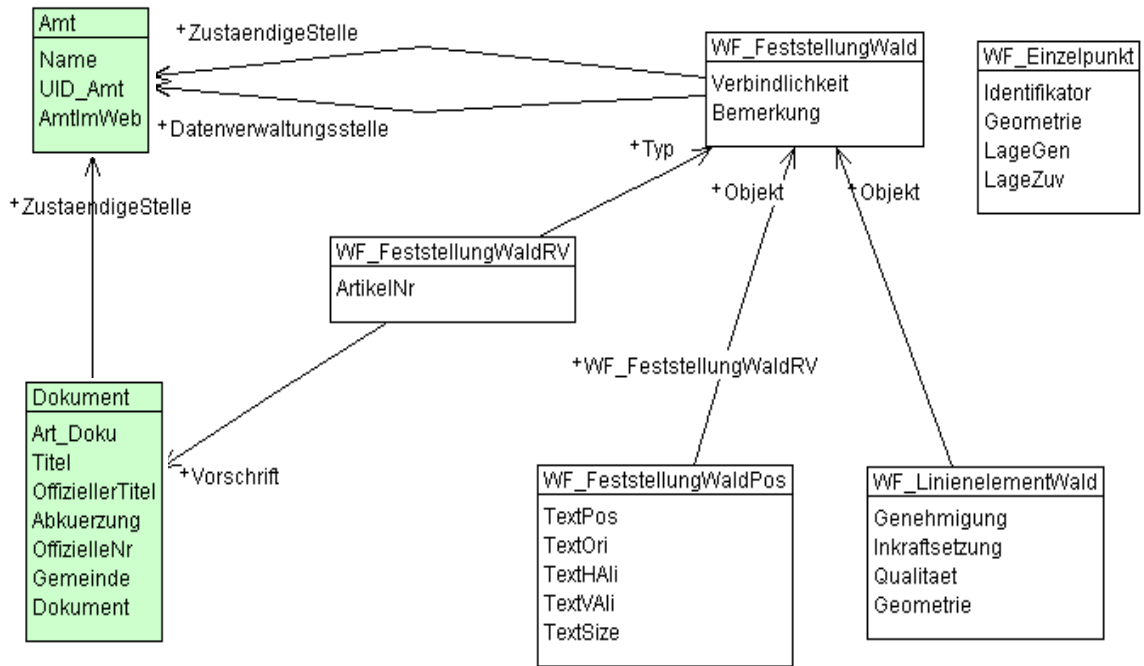 Amt
Name
UID_Amt
AmtImWeb
+ZustaendigeStelle
+Datenverwaltungsstelle
WF_FeststellungWald
Verbindlichkeit
Bemerkung
WF_Einzelpunkt
Identifikator
Geometrie
LageGen
LageZuv
+Typ
+Objekt
+Objekt
+ZustaendigeStelle
WF_FeststellungWaldRV
ArtikelNr
+WF_FeststellungWaldRV
Dokument
Art_Doku
Titel
OffiziellerTitel
Abkuerzung
OffizielleNr
Gemeinde
Dokument
+Vorschrift
WF_FeststellungWaldPos
TextPos
TextOri
TextHAli
TextVAli
TextSize
WF_LinienelementWald
Genehmigung
Inkraftsetzung
Qualitaet
Geometrie